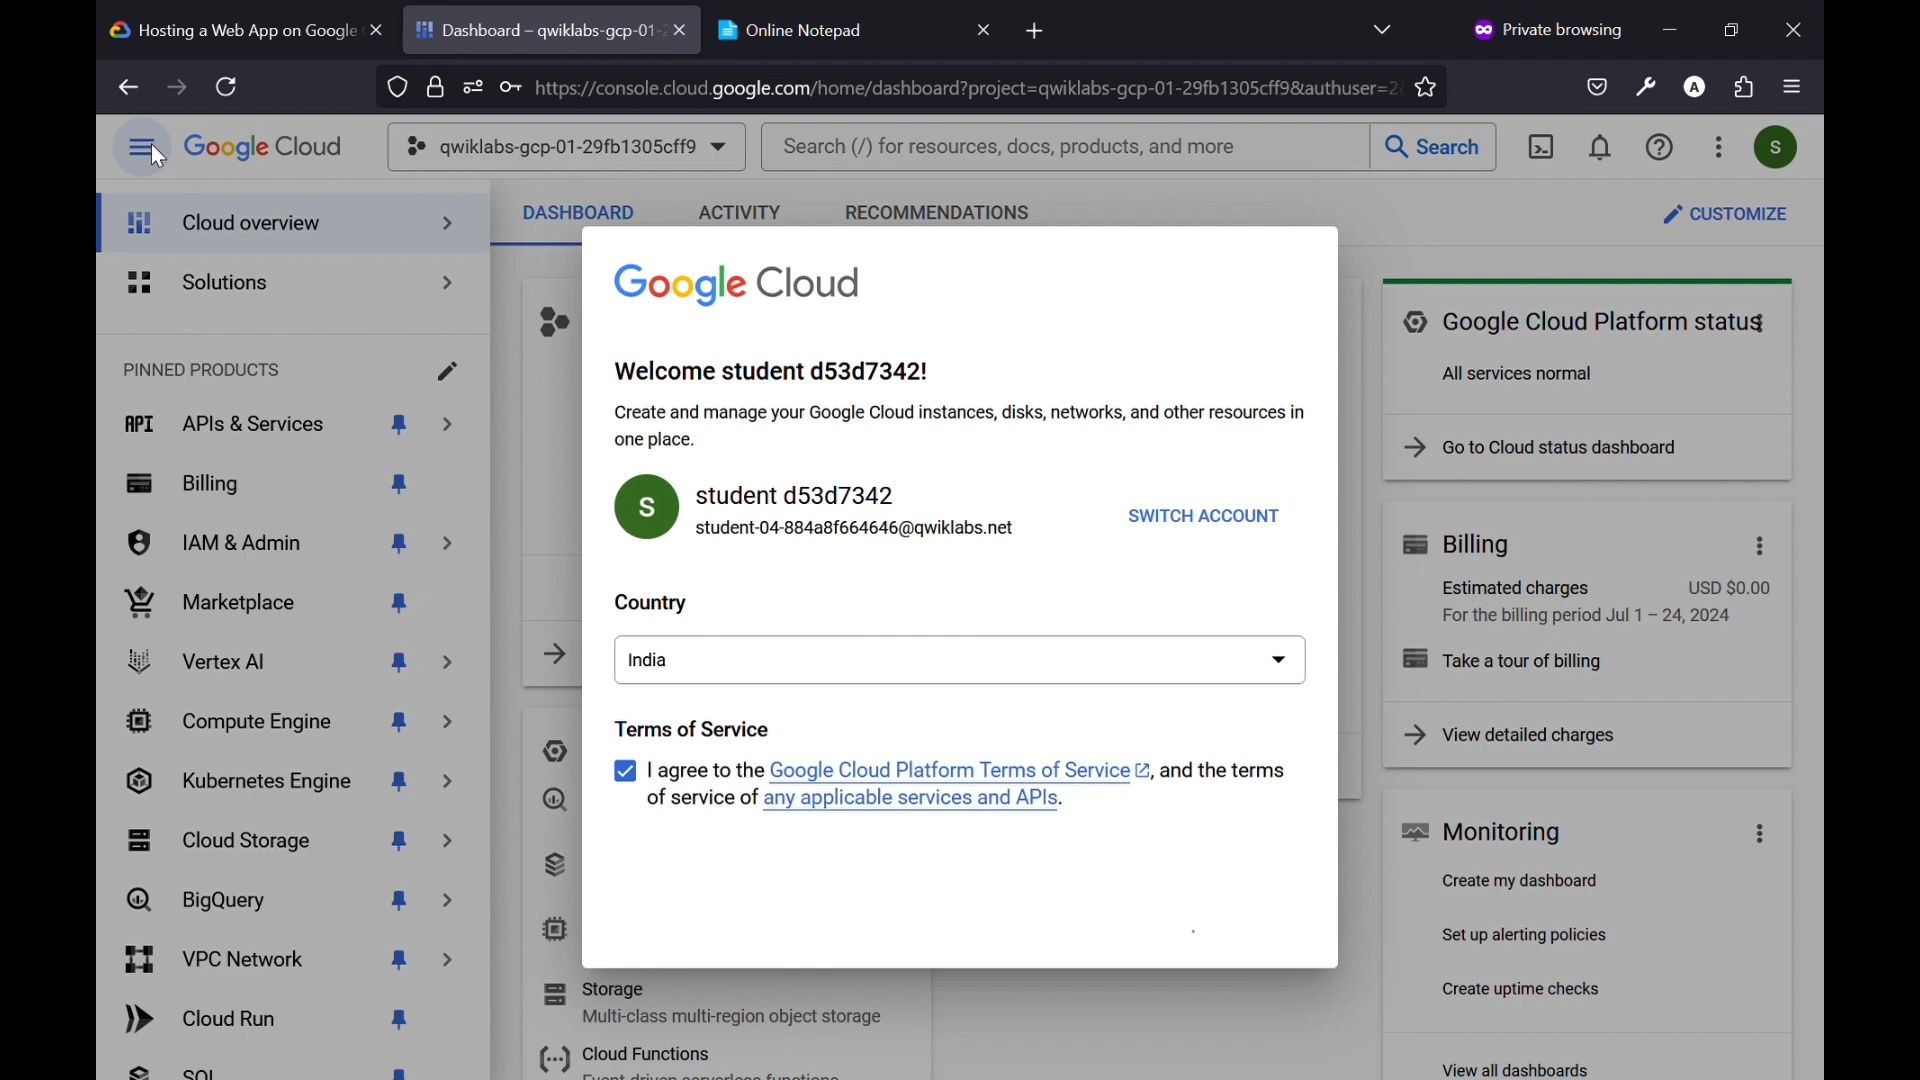 Hosting a Web App on Google
Dashboard – qwiklabs-gcp-01-2
Online Notepad
Private browsing
https://console.cloud.google.com/home/dashboard?project=qwiklabs-gcp-01-29fb1305cff9&authuser=2
Google Cloud
qwiklabs-gcp-01-29fb1305cff9
Search (/) for resources, docs, products, and more
Search
S
Cloud overview
Solutions
PINNED PRODUCTS
API APIs & Services
Billing
IAM & Admin
Marketplace
Vertex AI
Compute Engine
Kubernetes Engine
Cloud Storage
BigQuery
VPC Network
Cloud Run
SQL
DASHBOARD
ACTIVITY
RECOMMENDATIONS
CUSTOMIZE
Google Cloud
Welcome student d53d7342!
Create and manage your Google Cloud instances, disks, networks, and other resources in
one place.
S
student d53d7342
student-04-884a8f664646@qwiklabs.net
SWITCH ACCOUNT
Country
India
Terms of Service
I agree to the Google Cloud Platform Terms of Service, and the terms
of service of any applicable services and APIs.
Storage
Multi-class multi-region object storage
Cloud Functions
Event driven serverless functions
Google Cloud Platform status
All services normal
Go to Cloud status dashboard
Billing
Estimated charges USD $0.00
For the billing period Jul 1 – 24, 2024
Take a tour of billing
View detailed charges
Monitoring
Create my dashboard
Set up alerting policies
Create uptime checks
View all dashboards